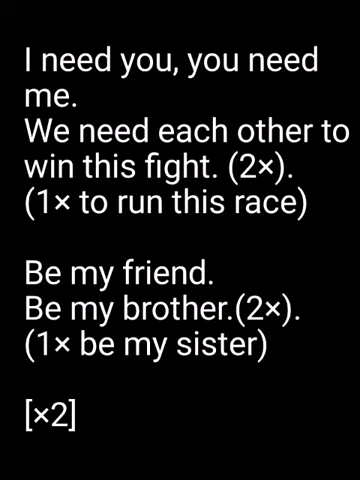 I need you, you need
me.
We need each other to
win this fight. (2×).
(1× to run this race)
Be my friend.
Be my brother.(2×).
(1× be my sister)
[×2]